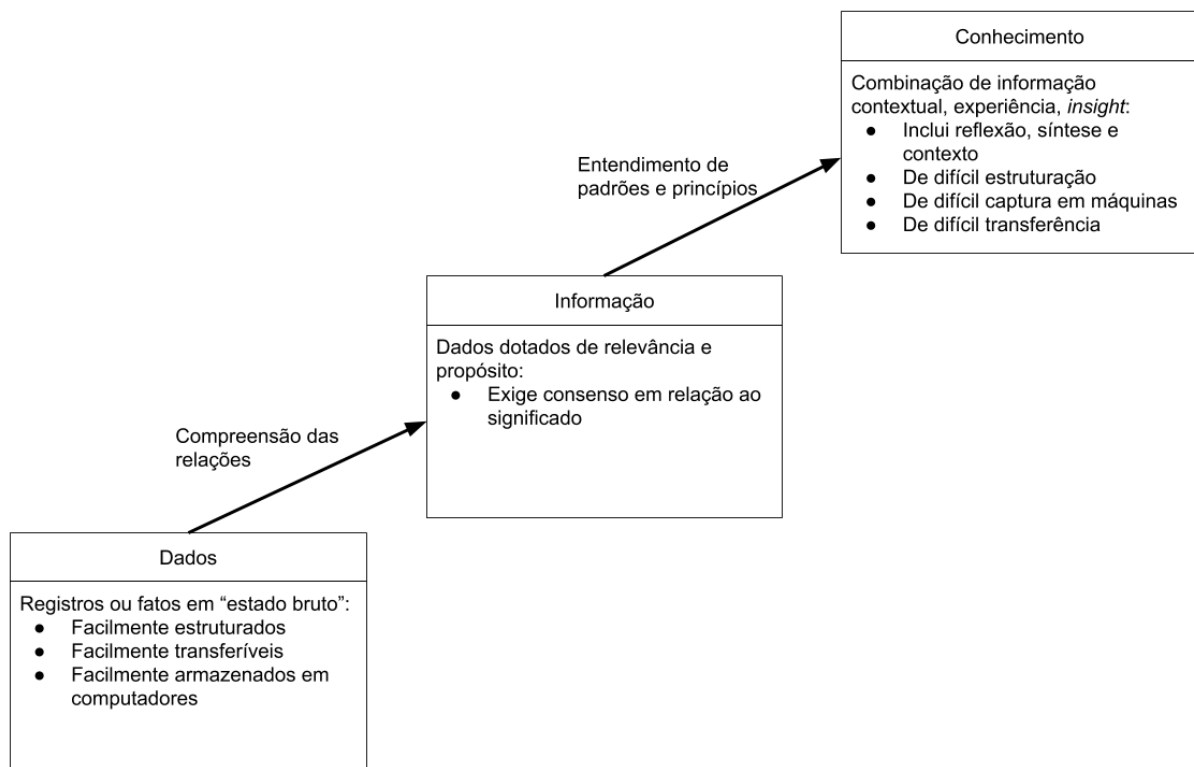 Conhecimento
Combinação de informação
contextual, experiência, insight:
● Inclui reflexão, síntese e
contexto
● De difícil estruturação
● De difícil captura em máquinas
● De difícil transferência
Entendimento de
padrões e princípios
Informação
Dados dotados de relevância e
propósito:
● Exige consenso em relação ao
significado
Compreensão das
relações
Dados
Registros ou fatos em “estado bruto”:
● Facilmente estruturados
● Facilmente transferíveis
● Facilmente armazenados em
computadores